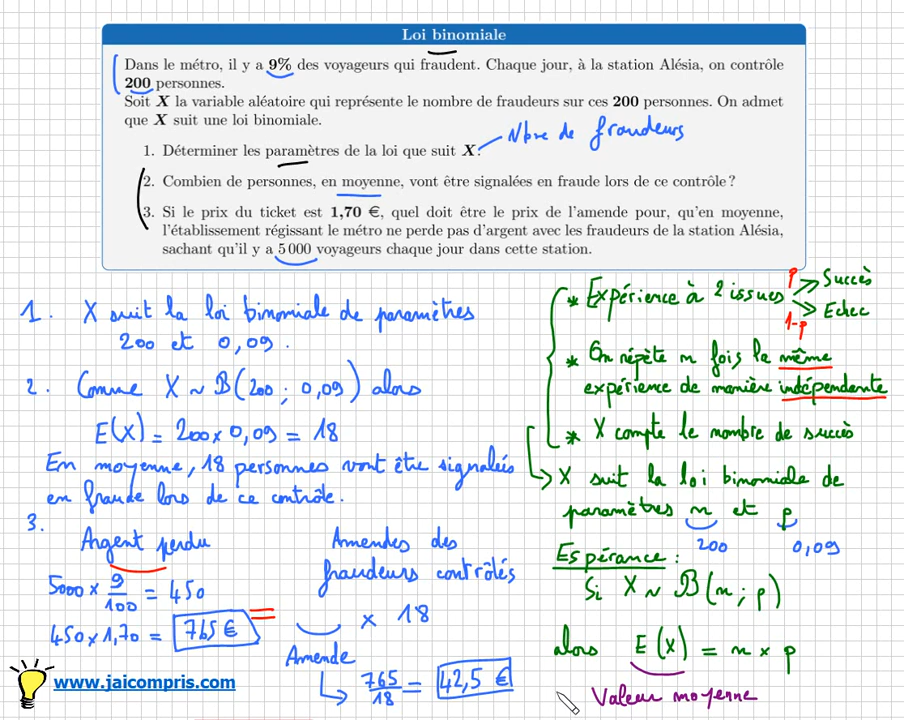 Loi binomiale
Dans le métro, il y a 9% des voyageurs qui fraudent. Chaque jour, à la station Alésia, on contrôle
200 personnes.
Soit X la variable aléatoire qui représente le nombre de fraudeurs sur ces 200 personnes. On admet
que X suit une loi binomiale.
Nbre de fraudeurs
1. Déterminer les paramètres de la loi que suit X.
2. Combien de personnes, en moyenne, vont être signalées en fraude lors de ce contrôle ?
3. Si le prix du ticket est 1,70 €, quel doit être le prix de l'amende pour, qu'en moyenne,
l'établissement régissant le métro ne perde pas d'argent avec les fraudeurs de la station Alésia,
sachant qu'il y a 5 000 voyageurs chaque jour dans cette station.
1. X suit la loi binomiale de paramètres
200 et 0,09.
2. Comme X ~ B(200 ; 0,09) alors
E(X) = 200 x 0,09 = 18
En moyenne, 18 personnes vont être signalées
en fraude lors de ce contrôle.
3.
Argent perdu
5000 x 9/100 = 450
450 x 1,70 = 765 €
=
Amendes des
fraudeurs contrôlés
x 18
Amende
765/18 = 42,5 €
* Expérience à 2 issues
p
Succès
Echec
1-p
* On répète n fois la même
expérience de manière indépendante
* X compte le nombre de succès
X suit la loi binomiale de
paramètres n et p
200 0,09
Espérance :
Si X ~ B(n ; p)
alors E(X) = n x p
Valeur moyenne
www.jaicompris.com